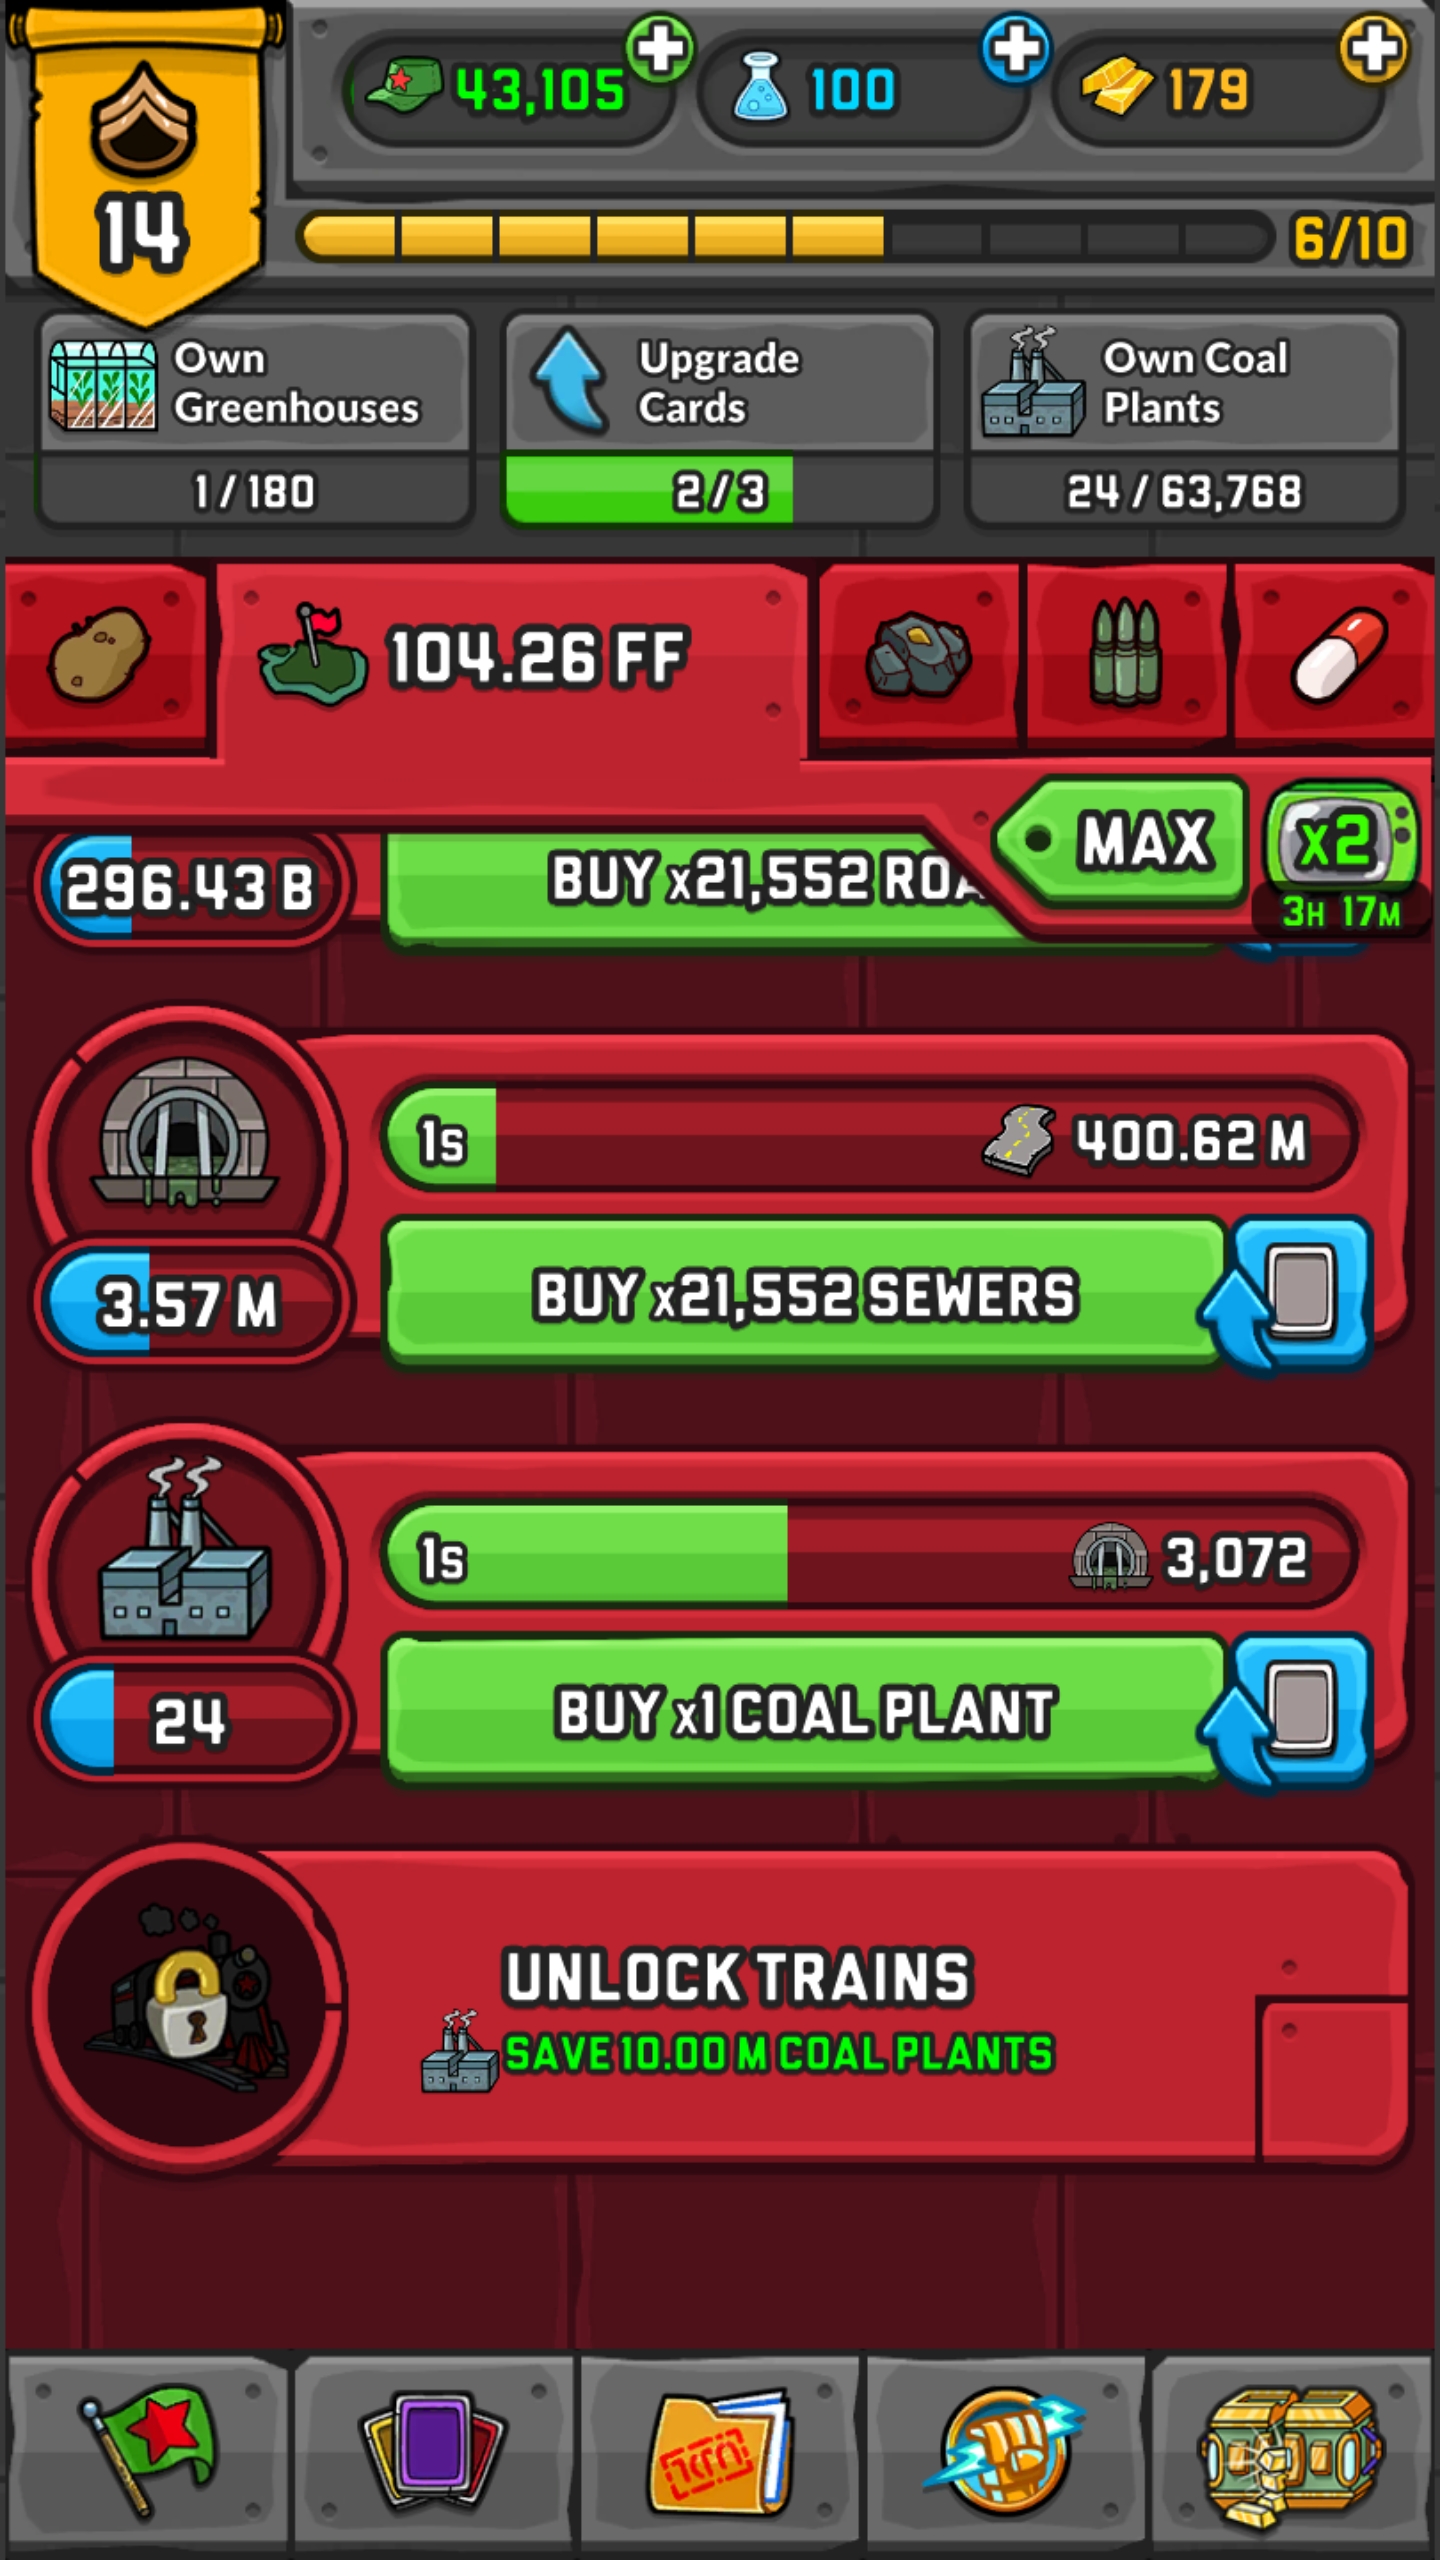 43,105
100
179
14
6/10
Own
Greenhouses
1/180
Upgrade
Cards
2/3
Own Coal
Plants
24/63,768
104.26 FF
MAX
x2
3H 17M
296.43 B
BUY x21,552 ROA
1s
400.62 M
3.57 M
BUY x21,552 SEWERS
1s
3,072
24
BUY x1 COAL PLANT
UNLOCK TRAINS
SAVE 10.00 M COAL PLANTS